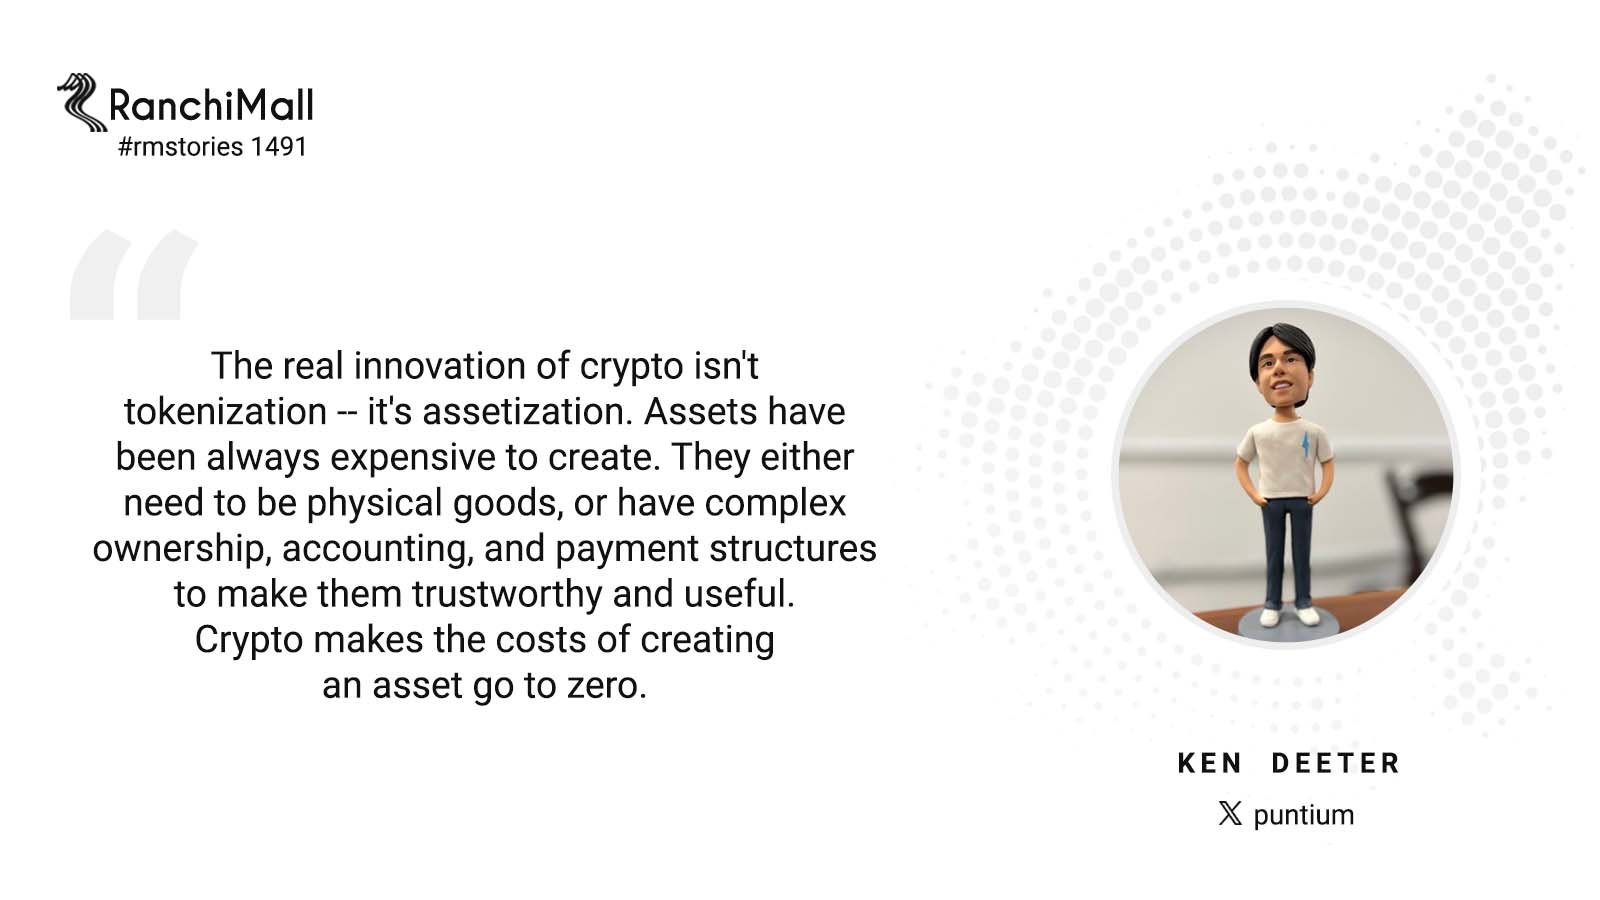 RanchiMall
#rmstories 1491
“
The real innovation of crypto isn't
tokenization -- it's assetization. Assets have
been always expensive to create. They either
need to be physical goods, or have complex
ownership, accounting, and payment structures
to make them trustworthy and useful.
Crypto makes the costs of creating
an asset go to zero.
KEN DEETER
𝕏 puntium